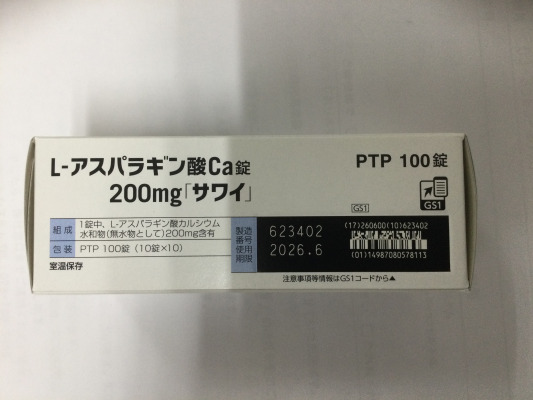 L-アスパラギン酸Ca錠
200mg「サワイ」
PTP 100錠
GS1
組成
1錠中、L-アスパラギン酸カルシウム
水和物(無水物として)200mg含有
包装
PTP 100錠 (10錠×10)
室温保存
製造
番号
623402
使用
期限
2026.6
GS1
(17)260600(10)623402
(01)14987080578113
注意事項等情報はGS1コードから▲